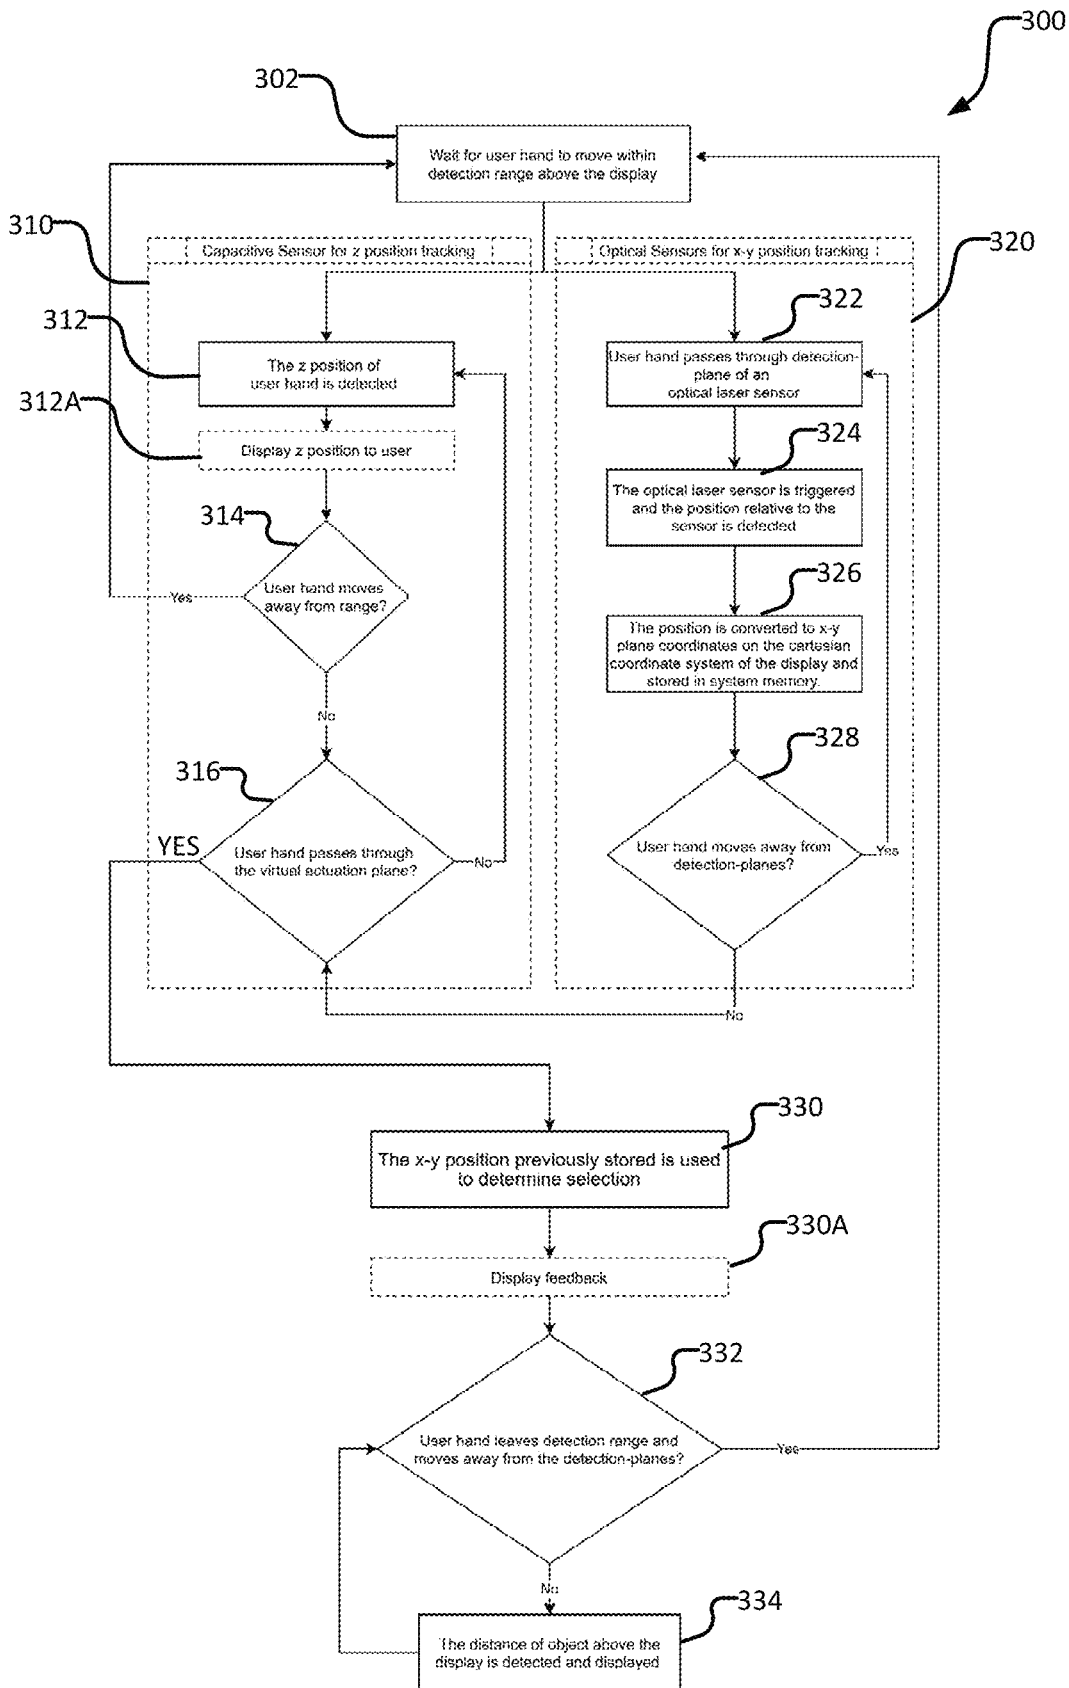 300
302
Wait for user hand to move within
detection range above the display
310
Capacitive Sensor for z position tracking
Optical Sensors for x-y position tracking
320
312
The z position of
user hand is detected
312A
Display z position to user
314
User hand moves
away from range?
Yes
No
316
YES
User hand passes through
the virtual actuation plane?
No
322
User hand passes through detection-
plane of an
optical laser sensor
324
The optical laser sensor is triggered
and the position relative to the
sensor is detected
326
The position is converted to x-y
plane coordinates on the cartesian
coordinate system of the display and
stored in system memory.
328
User hand moves away from
detection-planes?
Yes
No
330
The x-y position previously stored is used
to determine selection
330A
Display feedback
332
User hand leaves detection range and
moves away from the detection-planes?
Yes
No
334
The distance of object above the
display is detected and displayed